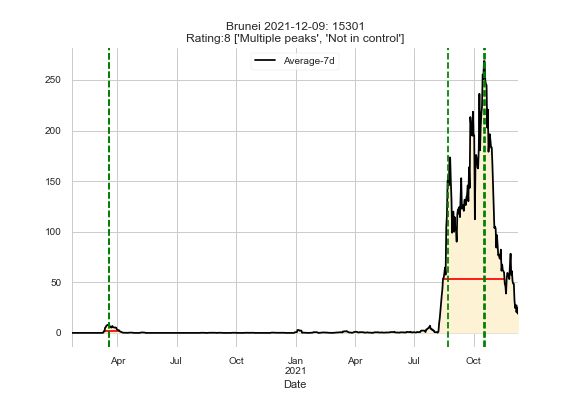 Brunei 2021-12-09: 15301
Rating:8 ['Multiple peaks', 'Not in control']
Average-7d
250
200
150
100
50
0
Apr
Jul
Oct
Jan
2021
Apr
Jul
Oct
Date